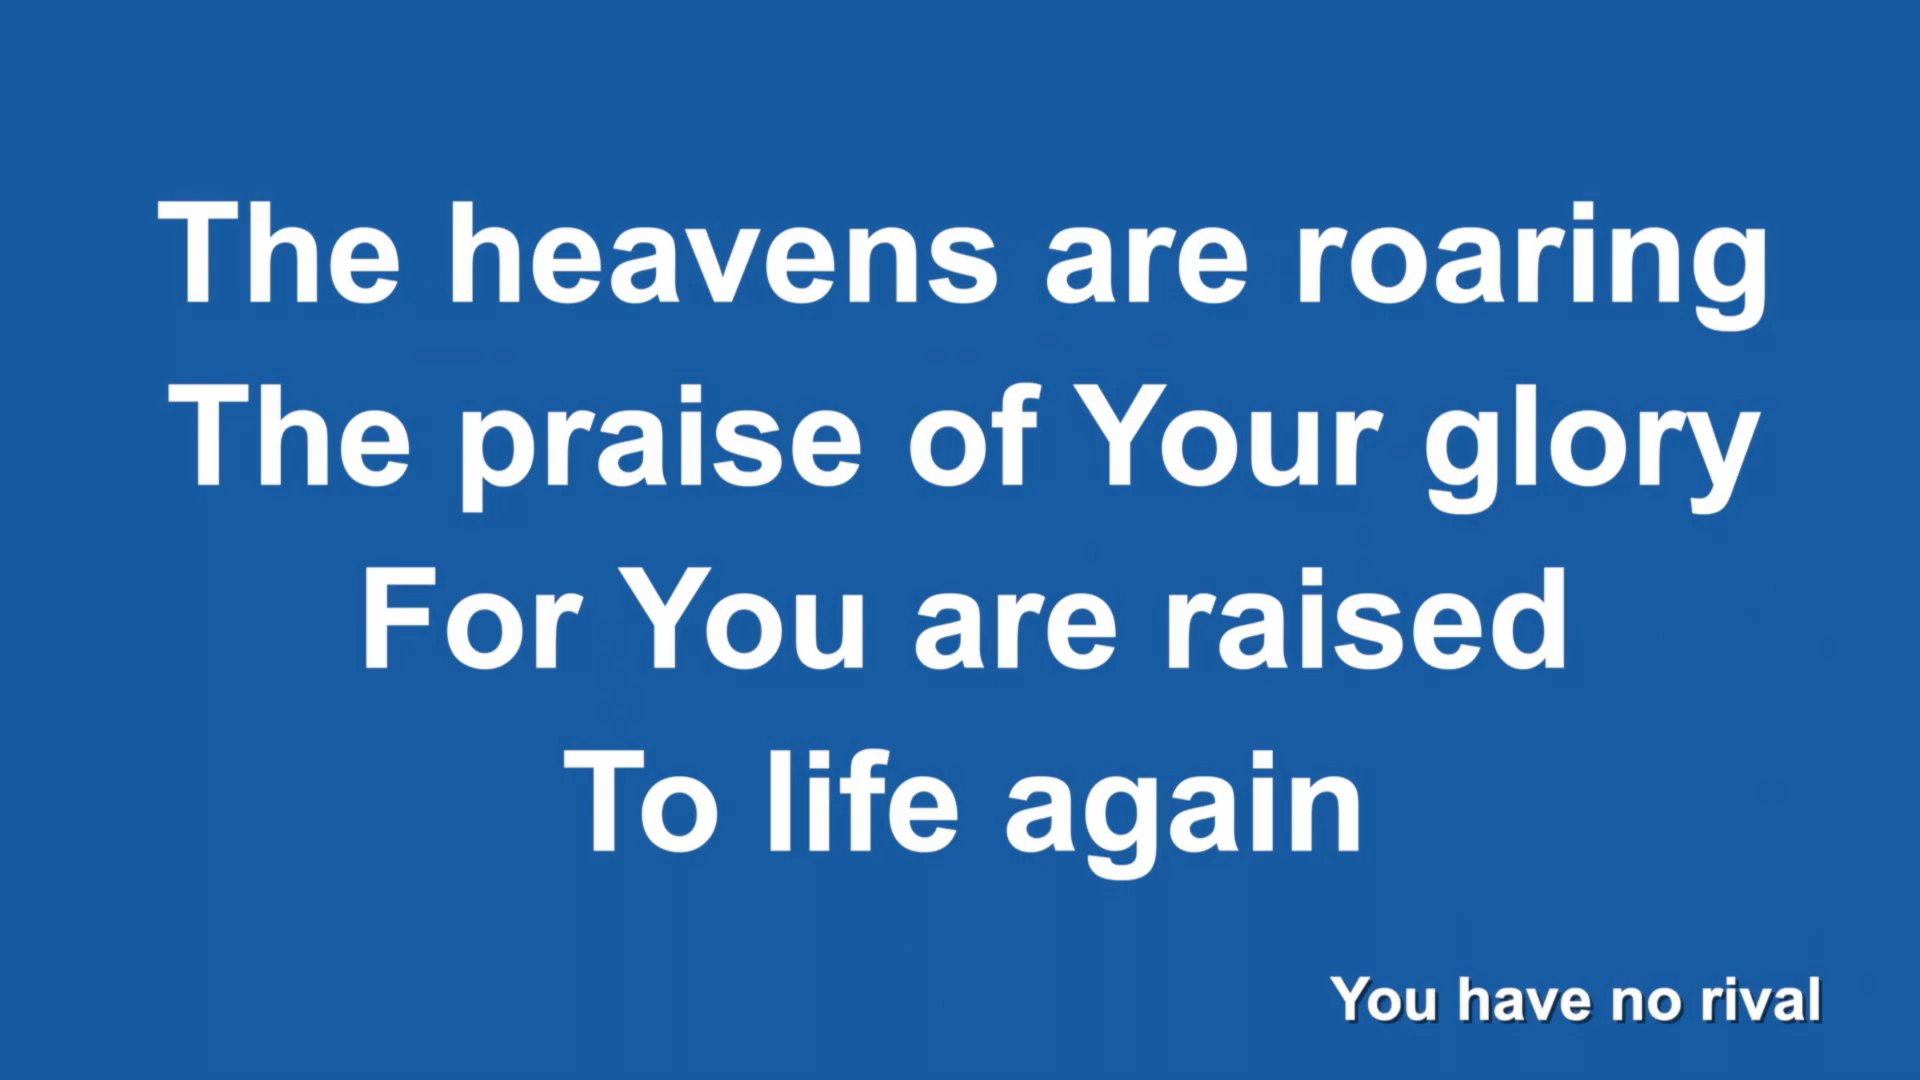 The heavens are roaring
The praise of Your glory
For You are raised
To life again
You have no rival